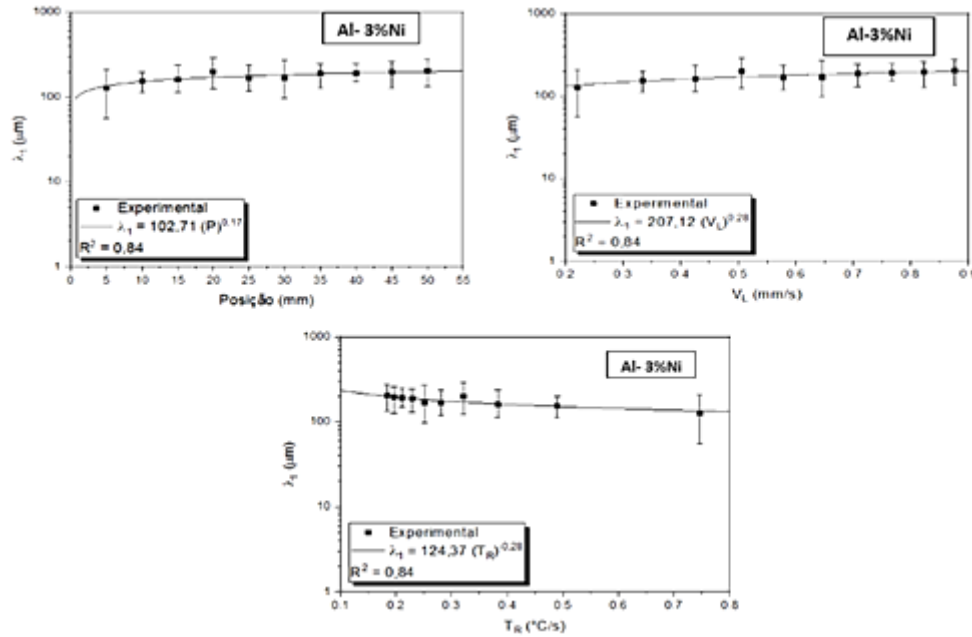 Al- 3%Ni
1000
100
10
1
λ₁ (μm)
Experimental
λ₁ = 102,71 (P)^0,17
R² = 0,84
0 5 10 15 20 25 30 35 40 45 50 55
Posição (mm)
Al-3%Ni
1000
100
10
1
λ₁ (μm)
Experimental
λ₁ = 207,12 (V_L)^0,28
R² = 0,84
0.2 0.3 0.4 0.5 0.6 0.7 0.8
V_L (mm/s)
Al- 3%Ni
1000
100
10
1
λ₁ (μm)
Experimental
λ₁ = 124,37 (T_R)^-0,28
R² = 0,84
0.1 0.2 0.3 0.4 0.5 0.6 0.7 0.8
T_R (°C/s)